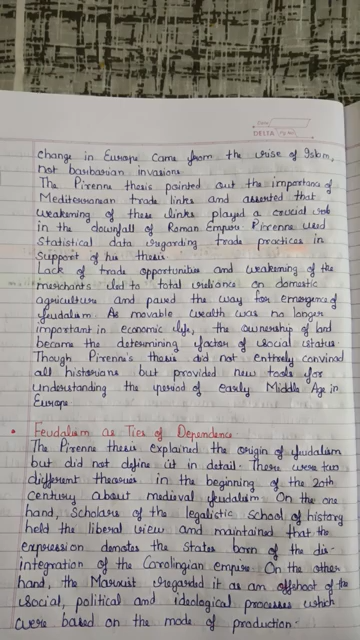 DELTA Pg No.
change in Europe came from the rise of Islam,
not barbarian invasions.
The Pirenne thesis pointed out the importance of
Mediterranean trade links and asserted that
weakening of these links played a crucial role
in the downfall of Roman Empire Pirenne used
Statistical data regarding trade practices in
support of his thesis.
Lack of trade opportunities and weakening of the
merchants led to total reliance on domestic
agriculture and paved the way for emergence of
feudalism. As movable wealth was no longer
important in economic life, the ownership of land
became the determining factor of social status.
Though Pirenne's thesis did not entirely convinced
all historians but provided new tools for
understanding the period of early Middle Age in
Europe.
• Feudalism as Ties of Dependence
The Pirenne thesis explained the origin of feudalism
but did not define it in detail. There were two
different theories in the beginning of the 20th
Century about medieval feudalism. On the one
hand, Scholars of the legalistic school of history
held the liberal view and maintained that the
expression denotes the States born of the dis-
integration of the Carolingian empire. On the other
hand, the Marxist regarded it as an offshoot of the
social, political and ideological processes which
were based on the mode of production.